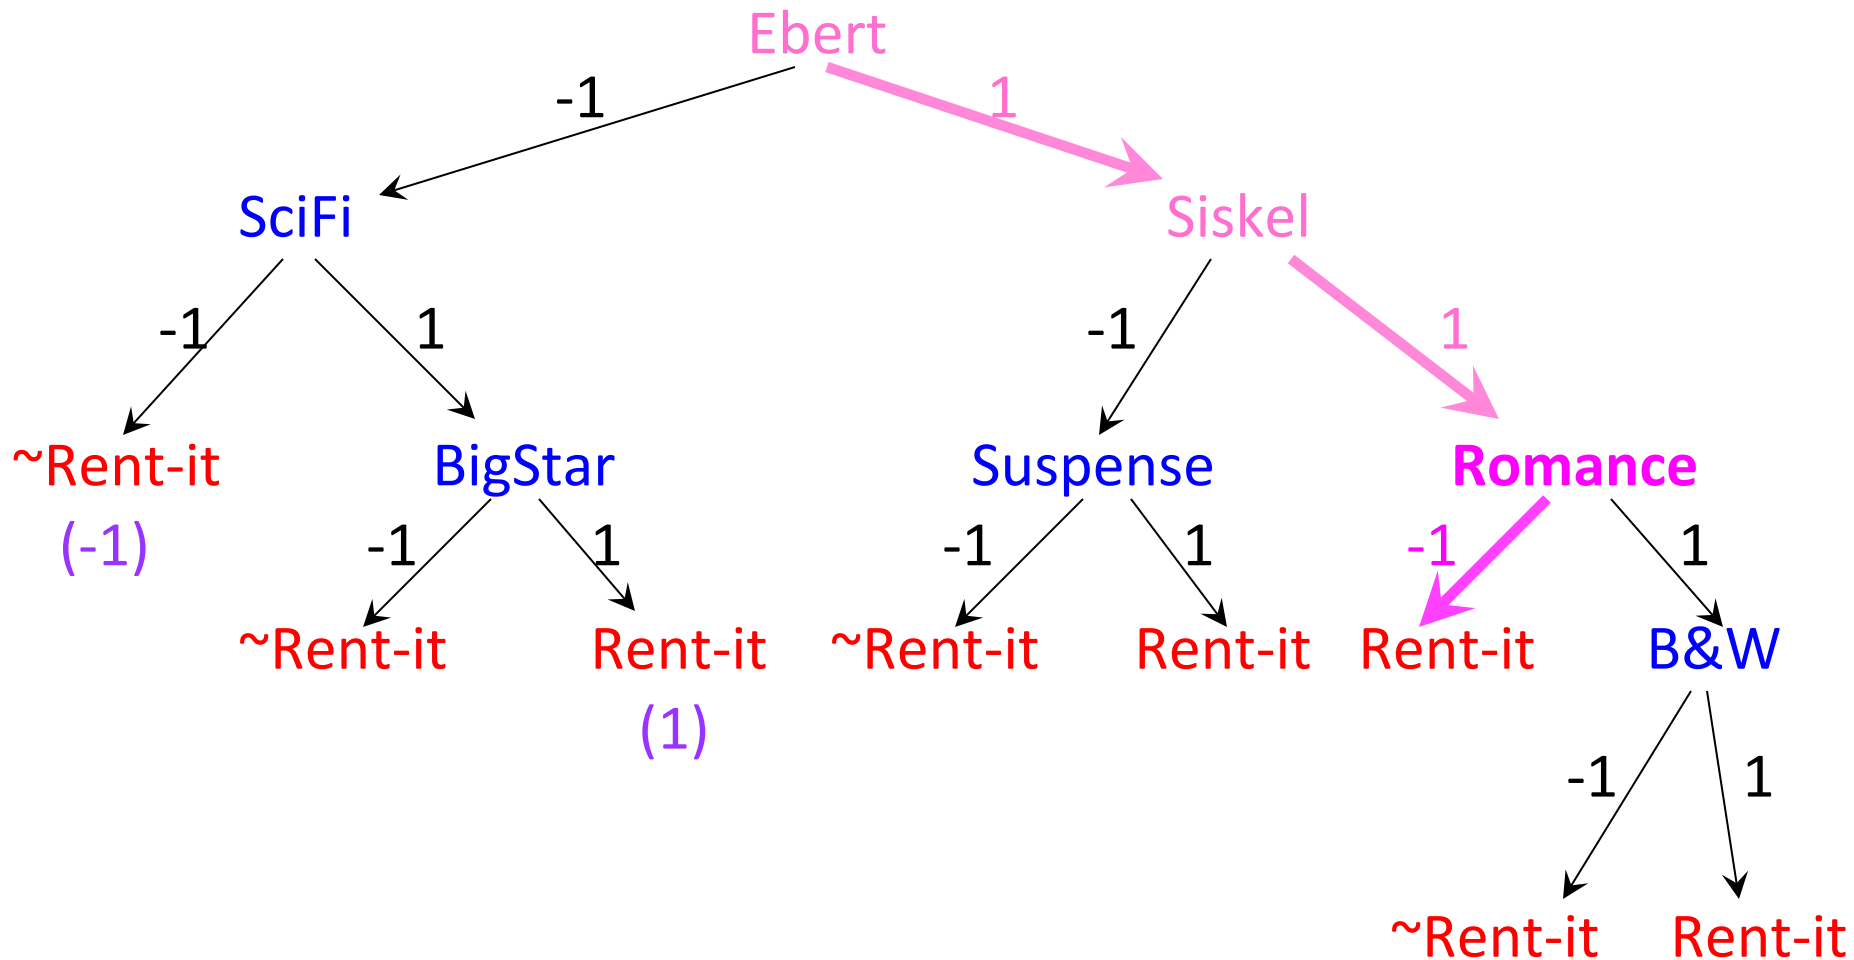 Ebert
-1
1
SciFi
Siskel
-1
1
-1
1
~Rent-it
BigStar
Suspense
Romance
(-1)
-1
1
-1
1
-1
1
~Rent-it
Rent-it
~Rent-it
Rent-it
Rent-it
B&W
(1)
-1
1
~Rent-it
Rent-it